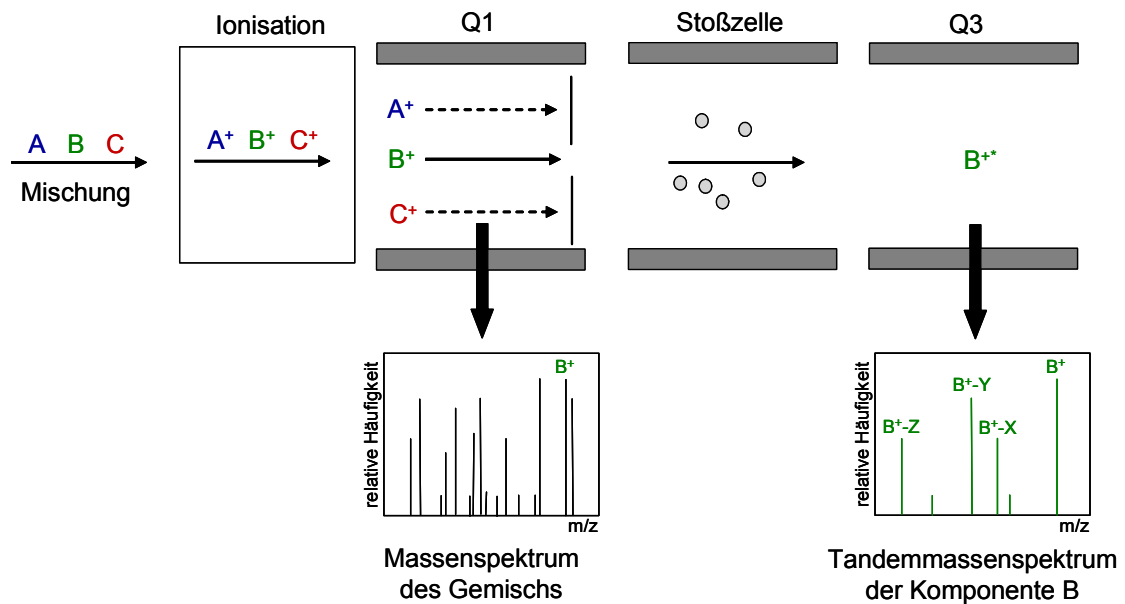 Ionisation
Q1
Stoßzelle
Q3
A B C
Mischung
A⁺ B⁺ C⁺
A⁺
B⁺
C⁺
B⁺*
relative Häufigkeit
B⁺
m/z
Massenspektrum
des Gemischs
relative Häufigkeit
B⁺-Z
B⁺-Y
B⁺-X
B⁺
m/z
Tandemmassenspektrum
der Komponente B